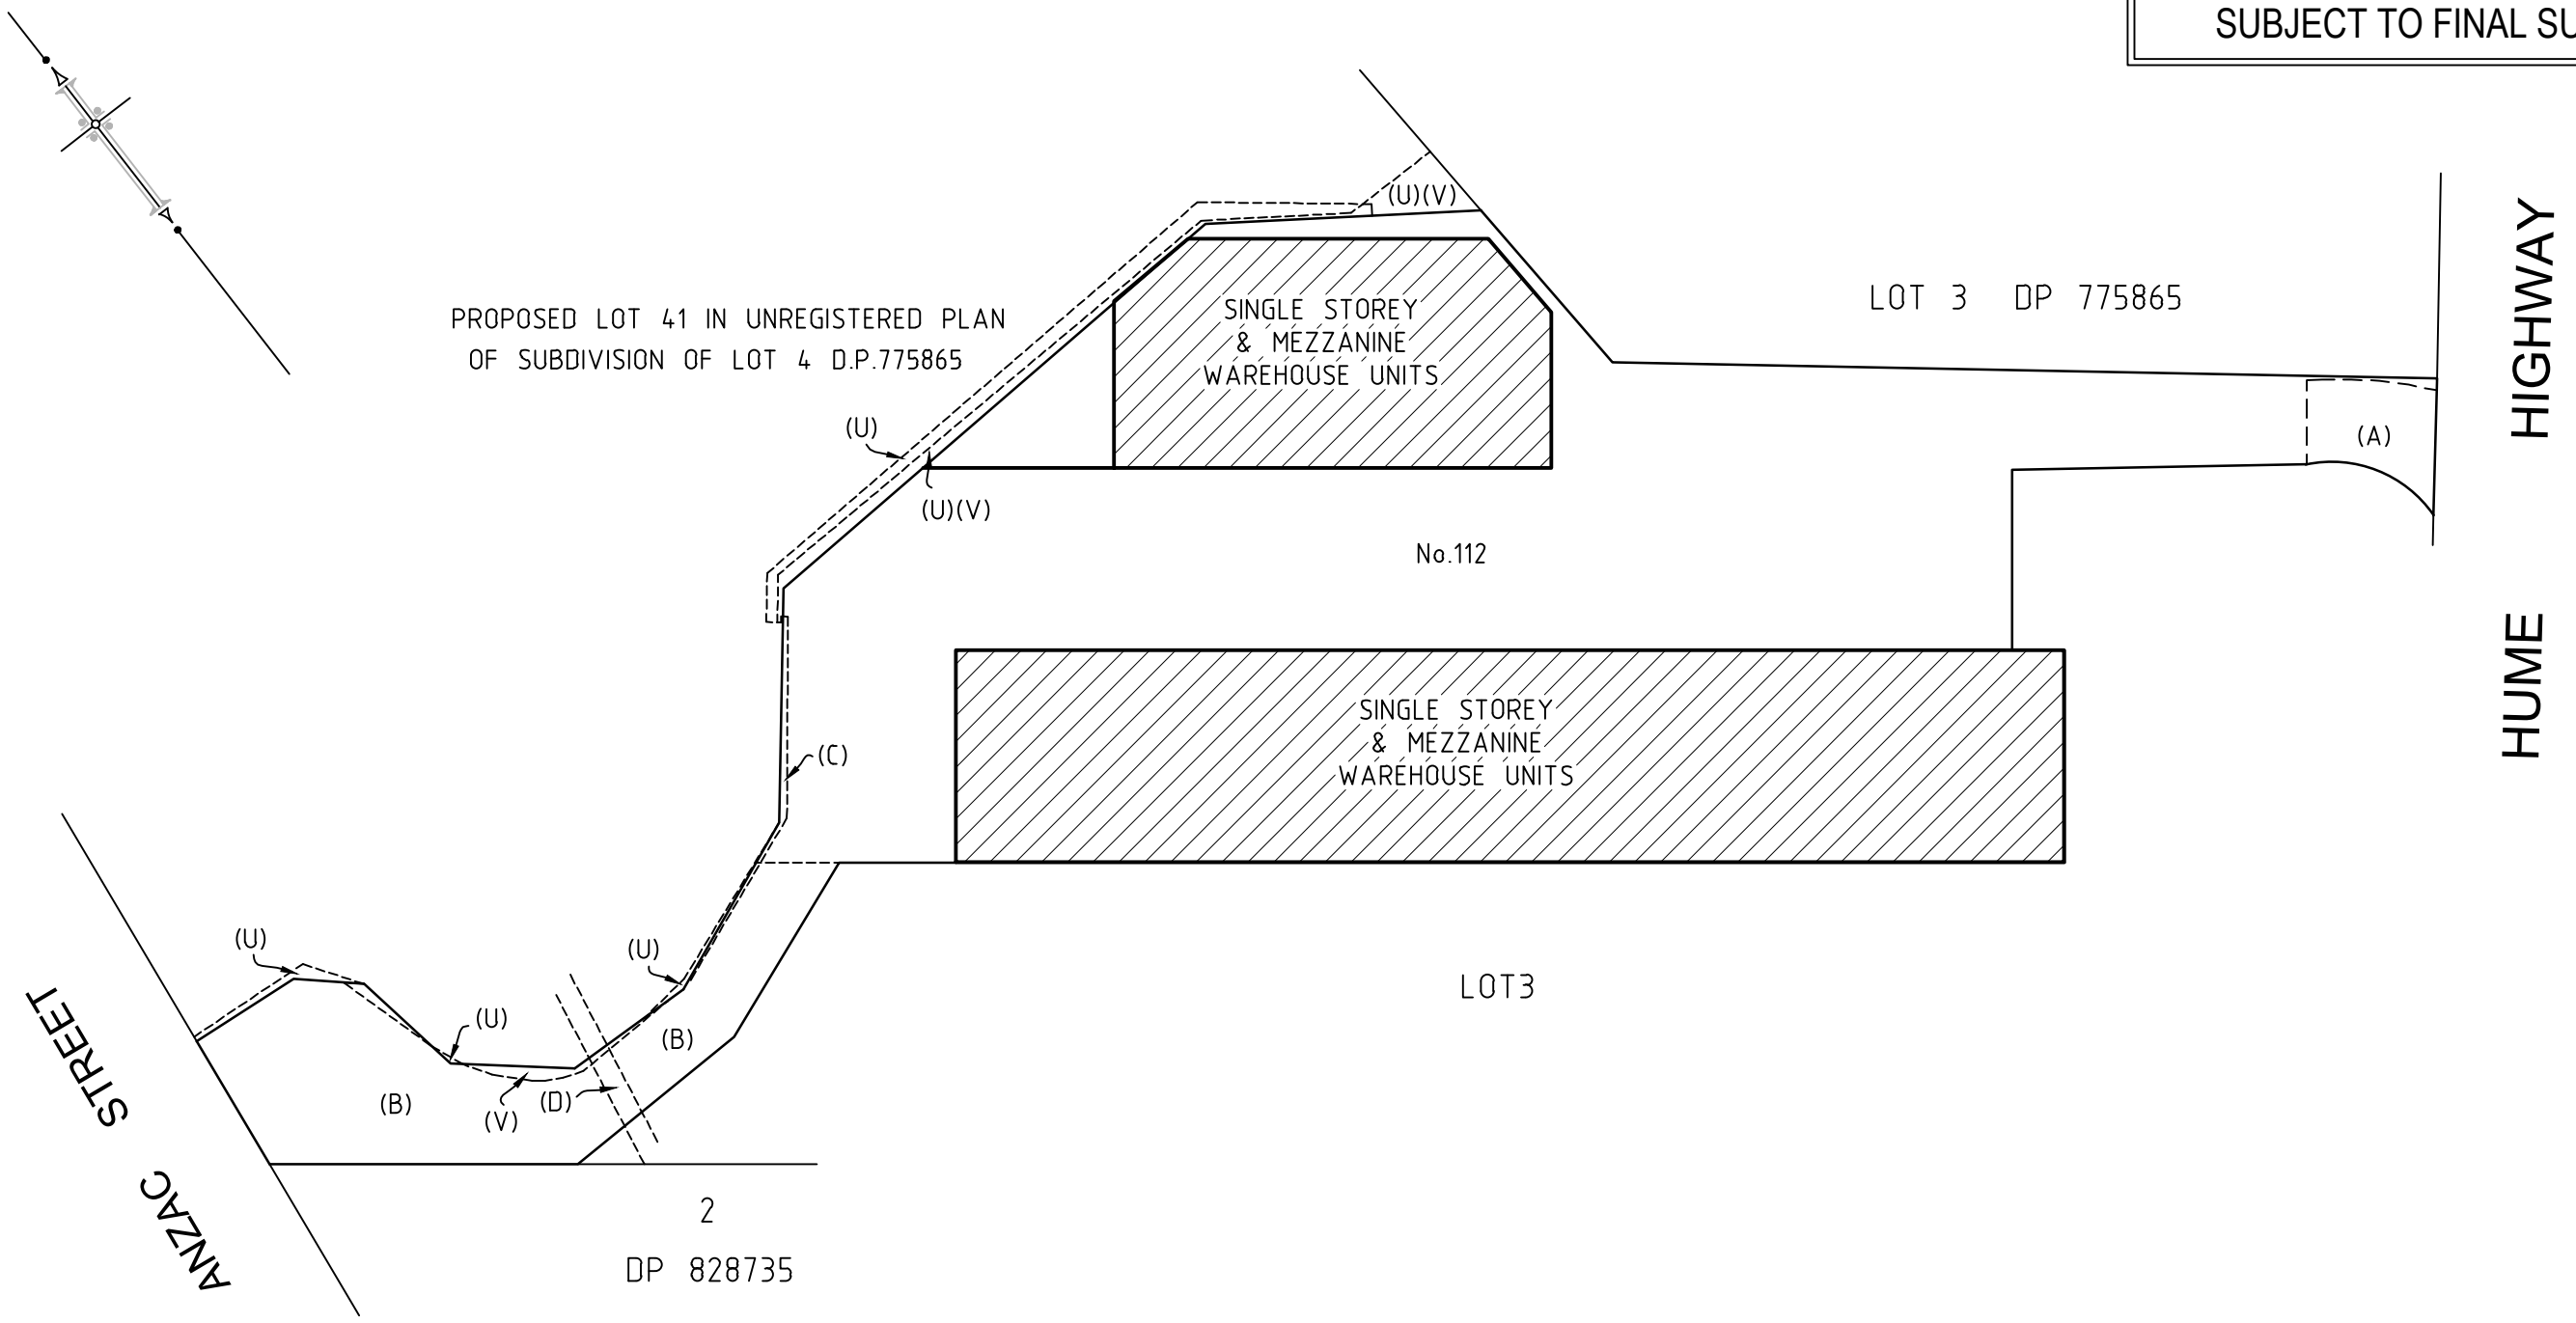 SUBJECT TO FINAL
(U)(V)
PROPOSED LOT 41 IN UNREGISTERED PLAN
OF SUBDIVISION OF LOT 4 D.P.775865
SINGLE STOREY
& MEZZANINE
WAREHOUSE UNITS
LOT 3 DP 775865
HUME HIGHWAY
(U)
(A)
(U)(V)
No.112
SINGLE STOREY
& MEZZANINE
WAREHOUSE UNITS
(C)
(U)
(U)
(U)
(B)
(B)
(V)
(D)
LOT3
ANZAC STREET
2
DP 828735